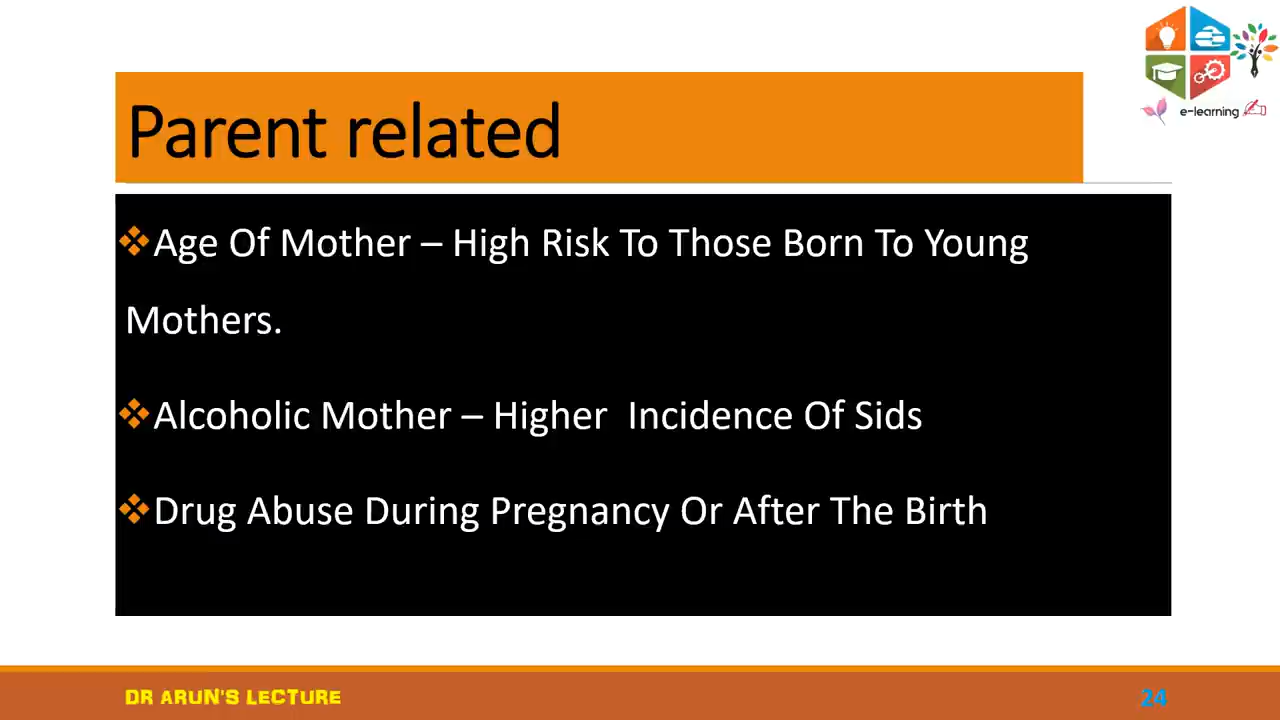 e-learning
Parent related
❖Age Of Mother – High Risk To Those Born To Young
Mothers.
❖Alcoholic Mother – Higher  Incidence Of Sids
❖Drug Abuse During Pregnancy Or After The Birth
DR ARUN'S LECTURE
24